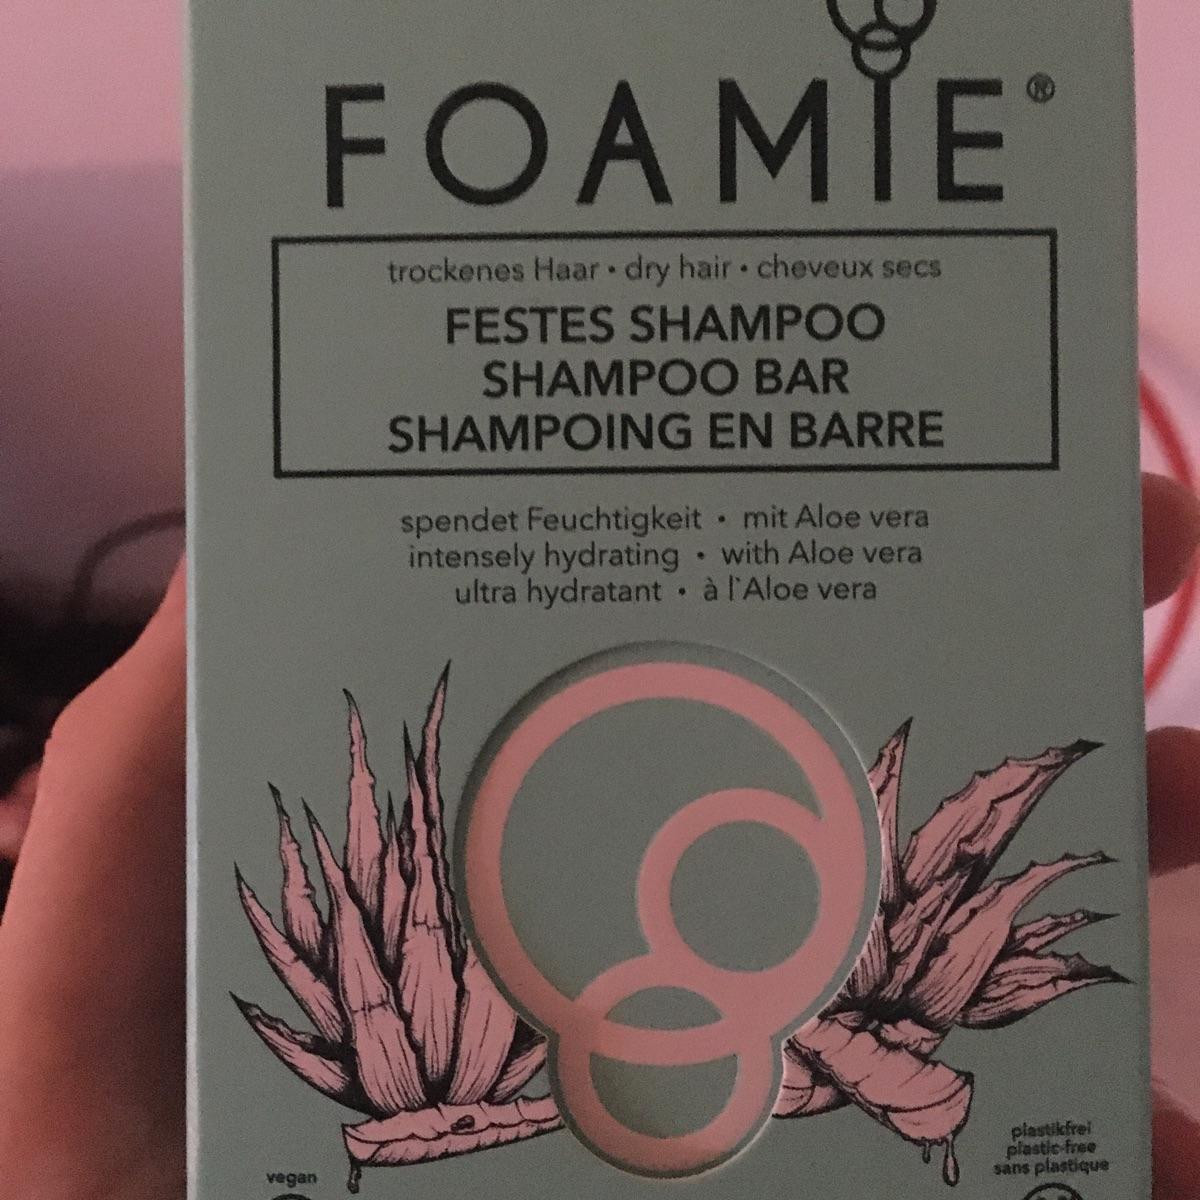 FOAMIE®
trockenes Haar • dry hair • cheveux secs
FESTES SHAMPOO
SHAMPOO BAR
SHAMPOING EN BARRE
spendet Feuchtigkeit • mit Aloe vera
intensely hydrating • with Aloe vera
ultra hydratant • à l'Aloe vera
vegan
plastikfrei
plastic-free
sans plastique